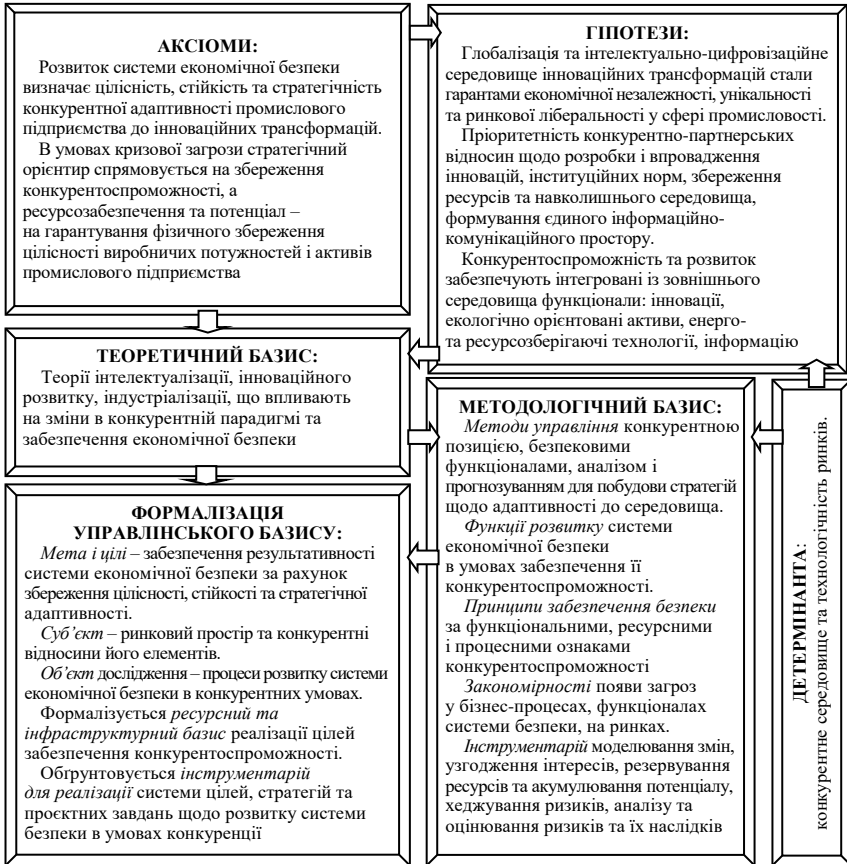 АКСІОМИ:
Розвиток системи економічної безпеки
визначає цілісність, стійкість та стратегічність
конкурентної адаптивності промислового
підприємства до інноваційних трансформацій.
В умовах кризової загрози стратегічний
орієнтир спрямовується на збереження
конкурентоспроможності, а
ресурсозабезпечення та потенціал –
на гарантування фізичного збереження
цілісності виробничих потужностей і активів
промислового підприємства
ГІПОТЕЗИ:
Глобалізація та інтелектуально-цифровізаційне
середовище інноваційних трансформацій стали
гарантами економічної незалежності, унікальності
та ринкової ліберальності у сфері промисловості.
Пріоритетність конкурентно-партнерських
відносин щодо розробки і впровадження
інновацій, інституційних норм, збереження
ресурсів та навколишнього середовища,
формування єдиного інформаційно-
комунікаційного простору.
Конкурентоспроможність та розвиток
забезпечують інтегровані із зовнішнього
середовища функціонали: інновації,
екологічно орієнтовані активи, енерго-
та ресурсозберігаючі технології, інформацію
ТЕОРЕТИЧНИЙ БАЗИС:
Теорії інтелектуалізації, інноваційного
розвитку, індустріалізації, що впливають
на зміни в конкурентній парадигмі та
забезпечення економічної безпеки
МЕТОДОЛОГІЧНИЙ БАЗИС:
Методи управління конкурентною
позицією, безпековими
функціоналами, аналізом і
прогнозуванням для побудови стратегій
щодо адаптивності до середовища.
Функції розвитку системи
економічної безпеки
в умовах забезпечення її
конкурентоспроможності.
Принципи забезпечення безпеки
за функціональними, ресурсними
і процесними ознаками
конкурентоспроможності
Закономірності появи загроз
у бізнес-процесах, функціоналах
системи безпеки, на ринках.
Інструментарій моделювання змін,
узгодження інтересів, резервування
ресурсів та акумулювання потенціалу,
хеджування ризиків, аналізу та
оцінювання ризиків та їх наслідків
ФОРМАЛІЗАЦІЯ
УПРАВЛІНСЬКОГО БАЗИСУ:
Мета і цілі – забезпечення результативності
системи економічної безпеки за рахунок
збереження цілісності, стійкості та стратегічної
адаптивності.
Суб’єкт – ринковий простір та конкурентні
відносини його елементів.
Об’єкт дослідження – процеси розвитку системи
економічної безпеки в конкурентних умовах.
Формалізується ресурсний та
інфраструктурний базис реалізації цілей
забезпечення конкурентоспроможності.
Обґрунтовується інструментарій
для реалізації системи цілей, стратегій та
проєктних завдань щодо розвитку системи
безпеки в умовах конкуренції
ДЕТЕРМІНАНТА:
конкурентне середовище та технологічність ринків.